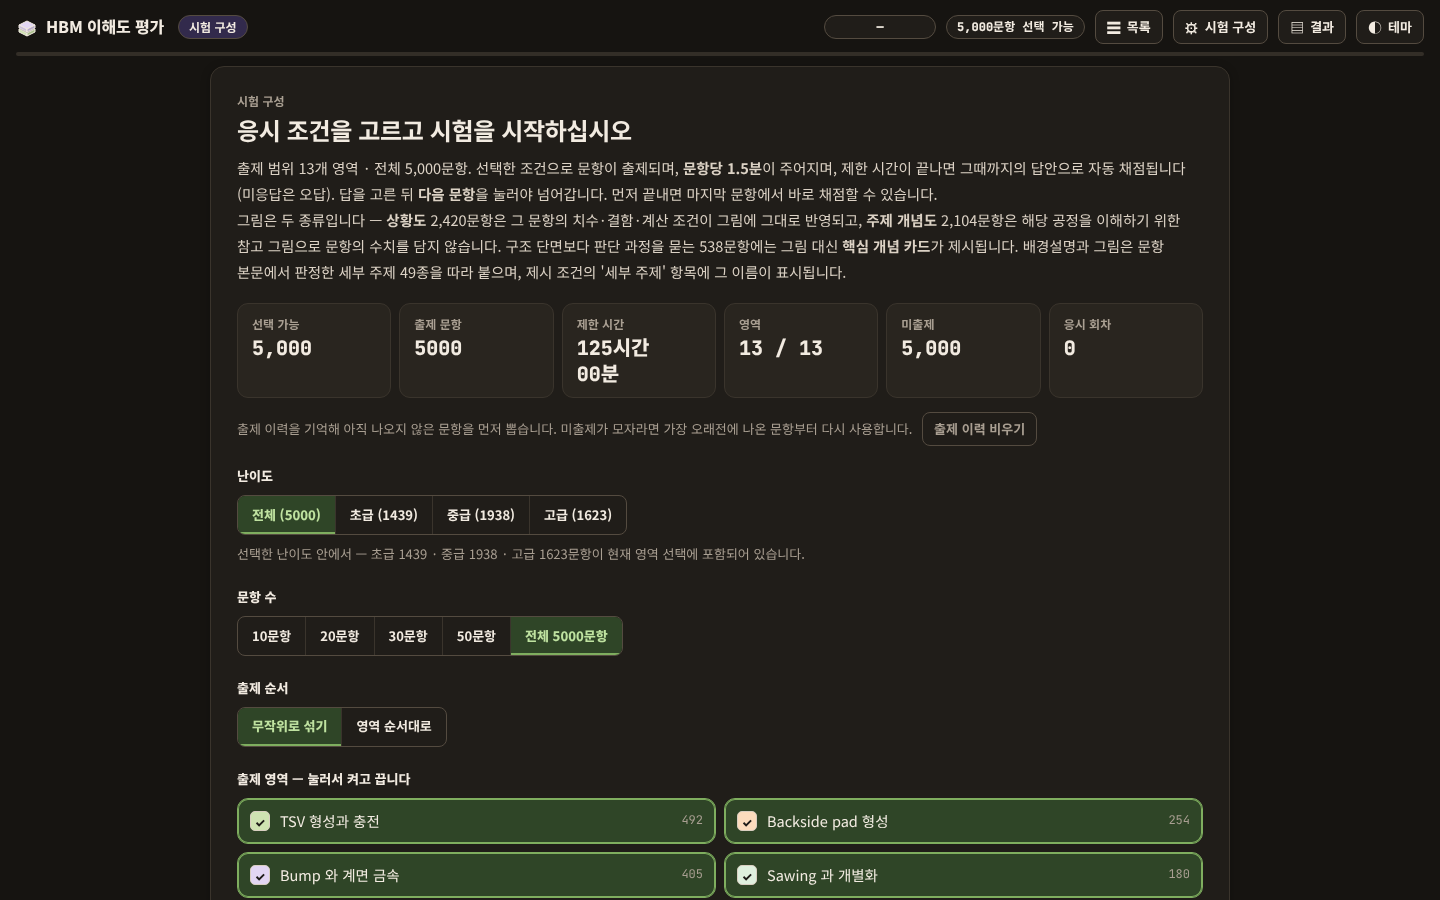 HBM 이해도 평가
시험 구성
–
5,000문항 선택 가능
목록
시험 구성
결과
테마
시험 구성
응시 조건을 고르고 시험을 시작하십시오
출제 범위 13개 영역 · 전체 5,000문항. 선택한 조건으로 문항이 출제되며, 문항당 1.5분이 주어지며, 제한 시간이 끝나면 그때까지의 답안으로 자동 채점됩니다
(미응답은 오답). 답을 고른 뒤 다음 문항을 눌러야 넘어갑니다. 먼저 끝내면 마지막 문항에서 바로 채점할 수 있습니다.
그림은 두 종류입니다 — 상황도 2,420문항은 그 문항의 치수·결함·계산 조건이 그림에 그대로 반영되고, 주제 개념도 2,104문항은 해당 공정을 이해하기 위한
참고 그림으로 문항의 수치를 담지 않습니다. 구조 단면보다 판단 과정을 묻는 538문항에는 그림 대신 핵심 개념 카드가 제시됩니다. 배경설명과 그림은 문항
본문에서 판정한 세부 주제 49종을 따라 붙으며, 제시 조건의 '세부 주제' 항목에 그 이름이 표시됩니다.
선택 가능
5,000
출제 문항
5000
제한 시간
125시간
00분
영역
13 / 13
미출제
5,000
응시 회차
0
출제 이력을 기억해 아직 나오지 않은 문항을 먼저 뽑습니다. 미출제가 모자라면 가장 오래전에 나온 문항부터 다시 사용합니다.
출제 이력 비우기
난이도
전체 (5000)
초급 (1439)
중급 (1938)
고급 (1623)
선택한 난이도 안에서 — 초급 1439 · 중급 1938 · 고급 1623문항이 현재 영역 선택에 포함되어 있습니다.
문항 수
10문항
20문항
30문항
50문항
전체 5000문항
출제 순서
무작위로 섞기
영역 순서대로
출제 영역 — 눌러서 켜고 끕니다
TSV 형성과 충전
492
Backside pad 형성
254
Bump 와 계면 금속
405
Sawing 과 개별화
180